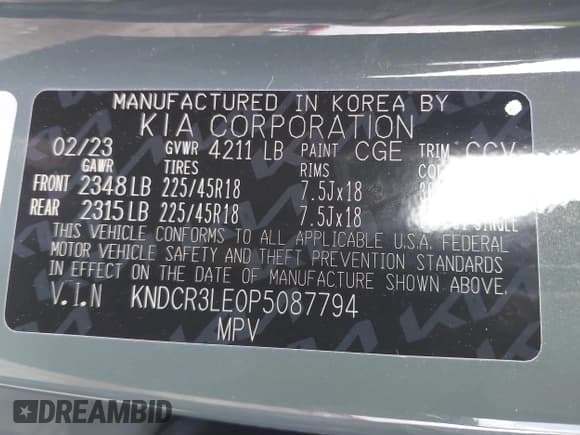 MANUFACTURED IN KOREA BY
KIA CORPORATION
02/23 GVWR 4211 LB PAINT CGE TRIM CCV
GAWR TIRES RIMS
FRONT 2348 LB 225/45R18 7.5Jx18
REAR 2315 LB 225/45R18 7.5Jx18
THIS VEHICLE CONFORMS TO ALL APPLICABLE U.S.A. FEDERAL
MOTOR VEHICLE SAFETY AND THEFT PREVENTION STANDARDS
IN EFFECT ON THE DATE OF MANUFACTURE SHOWN ABOVE.
V.I.N KNDCR3LE0P5087794
MPV
DREAMBID